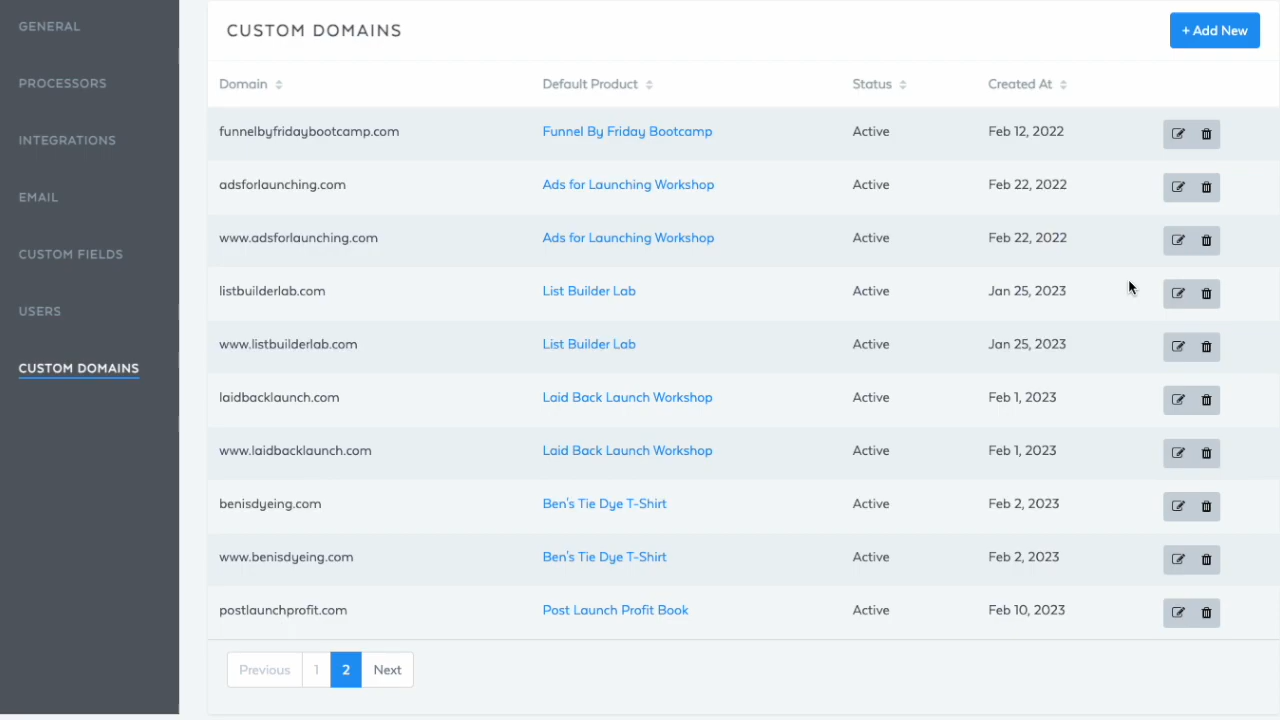 GENERAL
PROCESSORS
INTEGRATIONS
EMAIL
CUSTOM FIELDS
USERS
CUSTOM DOMAINS
CUSTOM DOMAINS
+ Add New
Domain Default Product Status Created At
funnelbyfridaybootcamp.com Funnel By Friday Bootcamp Active Feb 12, 2022
adsforlaunching.com Ads for Launching Workshop Active Feb 22, 2022
www.adsforlaunching.com Ads for Launching Workshop Active Feb 22, 2022
listbuilderlab.com List Builder Lab Active Jan 25, 2023
www.listbuilderlab.com List Builder Lab Active Jan 25, 2023
laidbacklaunch.com Laid Back Launch Workshop Active Feb 1, 2023
www.laidbacklaunch.com Laid Back Launch Workshop Active Feb 1, 2023
benisdyeing.com Ben's Tie Dye T-Shirt Active Feb 2, 2023
www.benisdyeing.com Ben's Tie Dye T-Shirt Active Feb 2, 2023
postlaunchprofit.com Post Launch Profit Book Active Feb 10, 2023
Previous 1 2 Next